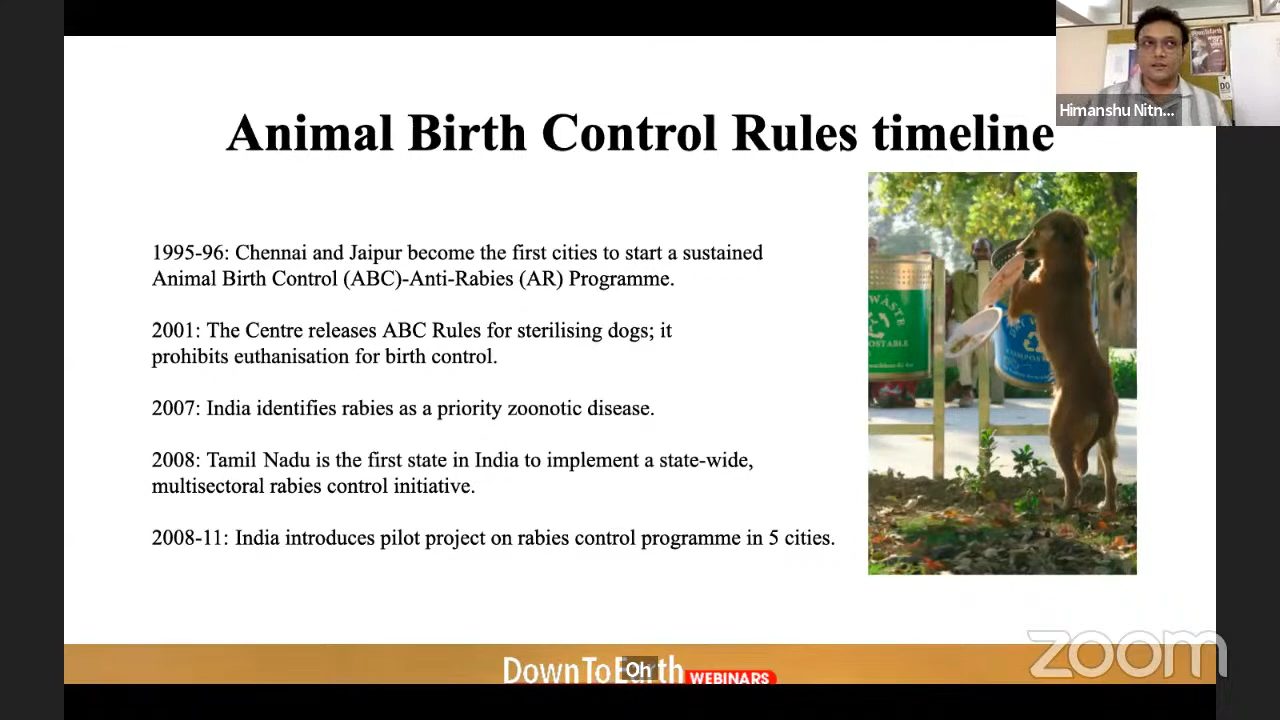 Himanshu Nitn...
Animal Birth Control Rules timeline
1995-96: Chennai and Jaipur become the first cities to start a sustained
Animal Birth Control (ABC)-Anti-Rabies (AR) Programme.
2001: The Centre releases ABC Rules for sterilising dogs; it
prohibits euthanisation for birth control.
2007: India identifies rabies as a priority zoonotic disease.
2008: Tamil Nadu is the first state in India to implement a state-wide,
multisectoral rabies control initiative.
2008-11: India introduces pilot project on rabies control programme in 5 cities.
WASTE
zoom
DownToEarth WEBINARS
Oh